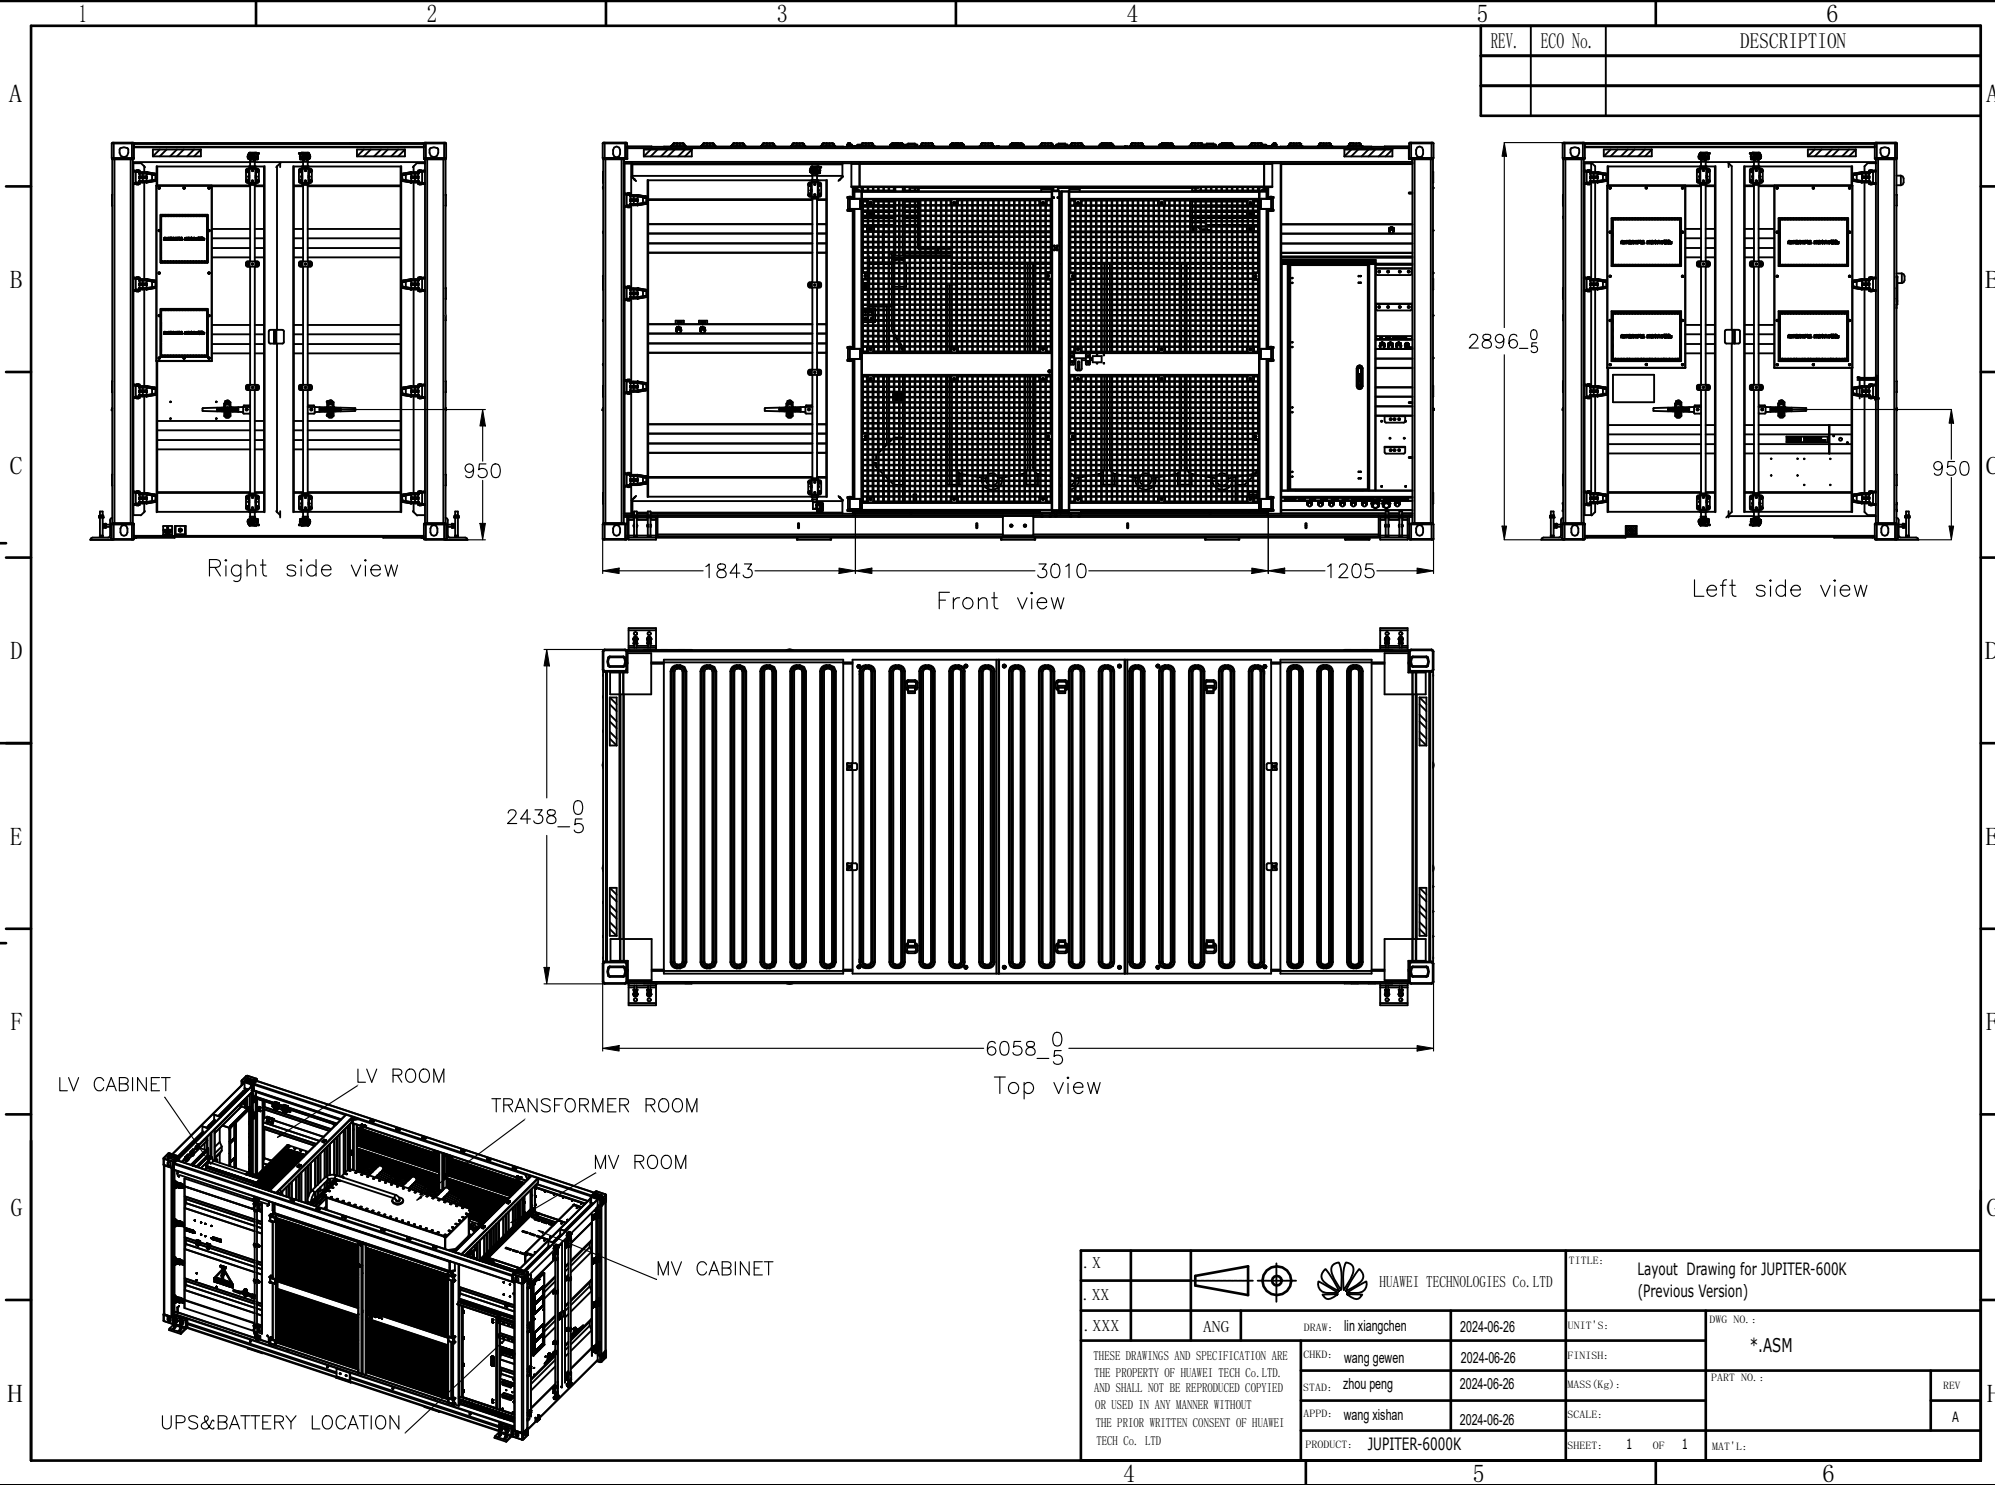 1 2 3 4 5 6
REV. ECO No. DESCRIPTION
A A
B B
C C
D D
E E
F F
G G
H H
950
Right side view
1843 3010 1205
Front view
2896 0 -5
950
Left side view
2438 0 -5
6058 0 -5
Top view
LV CABINET
LV ROOM
TRANSFORMER ROOM
MV ROOM
MV CABINET
UPS&BATTERY LOCATION
.X
.XX
.XXX ANG
HUAWEI TECHNOLOGIES Co.LTD
TITLE: Layout Drawing for JUPITER-600K
(Previous Version)
DRAW: lin xiangchen 2024-06-26
CHKD: wang gewen 2024-06-26
STAD: zhou peng 2024-06-26
APPD: wang xishan 2024-06-26
PRODUCT: JUPITER-6000K
THESE DRAWINGS AND SPECIFICATION ARE
THE PROPERTY OF HUAWEI TECH Co.LTD.
AND SHALL NOT BE REPRODUCED COPYIED
OR USED IN ANY MANNER WITHOUT
THE PRIOR WRITTEN CONSENT OF HUAWEI
TECH Co. LTD
UNIT'S:
FINISH:
MASS(Kg):
SCALE:
SHEET: 1 OF 1
DWG NO.:
*.ASM
PART NO.:
REV
A
MAT'L:
4 5 6